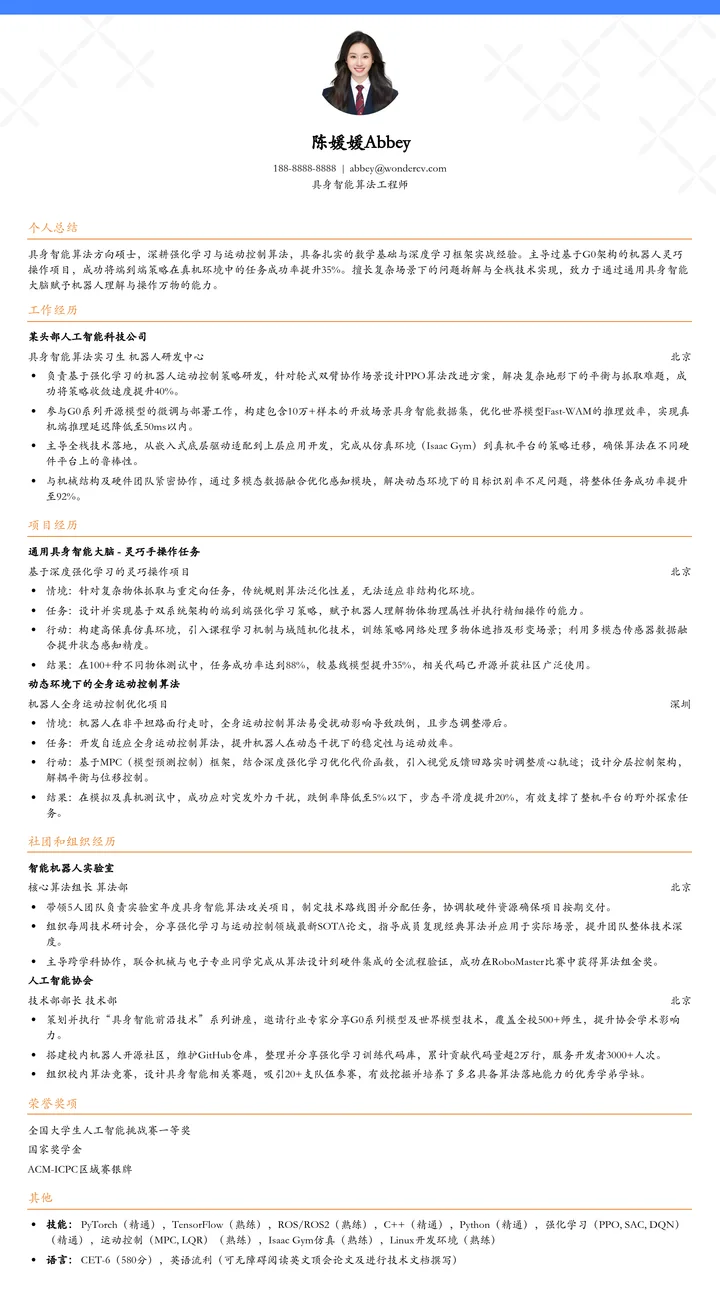 陈媛媛Abbey
188-8888-8888 | abbey@wondercv.com
具身智能算法工程师
个人总结
具身智能算法方向硕士，深耕强化学习与运动控制算法，具备扎实的数学基础与深度学习框架实战经验。主导过基于G0架构的机器人灵巧
操作项目，成功将端到端策略在真机环境中的任务成功率提升35%。擅长复杂场景下的问题拆解与全栈技术实现，致力于通过通用具身智能
大脑赋予机器人理解与操作万物的能力。
工作经历
某头部人工智能科技公司
具身智能算法实习生 机器人研发中心 北京
• 负责基于强化学习的机器人运动控制策略研发，针对轮式双臂协作场景设计PPO算法改进方案，解决复杂地形下的平衡与抓取难题，成
功将策略收敛速度提升40%。
• 参与G0系列开源模型的微调与部署工作，构建包含10万+样本的开放场景具身智能数据集，优化世界模型Fast-WAM的推理效率，实现真
机端推理延迟降低至50ms以内。
• 主导全栈技术落地，从嵌入式底层驱动适配到上层应用开发，完成从仿真环境（Isaac Gym）到真机平台的策略迁移，确保算法在不同硬
件平台上的鲁棒性。
• 与机械结构及硬件团队紧密协作，通过多模态数据融合优化感知模块，解决动态环境下的目标识别率不足问题，将整体任务成功率提升
至92%。
项目经历
通用具身智能大脑 - 灵巧手操作任务
基于深度强化学习的灵巧操作项目 北京
• 情境：针对复杂物体抓取与重定向任务，传统规则算法泛化性差，无法适应非结构化环境。
• 任务：设计并实现基于双系统架构的端到端强化学习策略，赋予机器人理解物体物理属性并执行精细操作的能力。
• 行动：构建高保真仿真环境，引入课程学习机制与域随机化技术，训练策略网络处理多物体遮挡及形变场景；利用多模态传感器数据融
合提升状态感知精度。
• 结果：在100+种不同物体测试中，任务成功率达到88%，较基线模型提升35%，相关代码已开源并获社区广泛使用。
动态环境下的全身运动控制算法
机器人全身运动控制优化项目 深圳
• 情境：机器人在非平坦路面行走时，全身运动控制算法易受扰动影响导致跌倒，且步态调整滞后。
• 任务：开发自适应全身运动控制算法，提升机器人在动态干扰下的稳定性与运动效率。
• 行动：基于MPC（模型预测控制）框架，结合深度强化学习优化代价函数，引入视觉反馈回路实时调整质心轨迹；设计分层控制架构，
解耦平衡与位移控制。
• 结果：在模拟及真机测试中，成功应对突发外力干扰，跌倒率降低至5%以下，步态平滑度提升20%，有效支撑了整机平台的野外探索任
务。
社团和组织经历
智能机器人实验室
核心算法组长 算法部 北京
• 带领5人团队负责实验室年度具身智能算法攻关项目，制定技术路线图并分配任务，协调软硬件资源确保项目按期交付。
• 组织每周技术研讨会，分享强化学习与运动控制领域最新SOTA论文，指导成员复现经典算法并应用于实际场景，提升团队整体技术深
度。
• 主导跨学科协作，联合机械与电子专业同学完成从算法设计到硬件集成的全流程验证，成功在RoboMaster比赛中获得算法组金奖。
人工智能协会
技术部部长 技术部 北京
• 策划并执行“具身智能前沿技术”系列讲座，邀请行业专家分享G0系列模型及世界模型技术，覆盖全校500+师生，提升协会学术影响
力。
• 搭建校内机器人开源社区，维护GitHub仓库，整理并分享强化学习训练代码库，累计贡献代码量超2万行，服务开发者3000+人次。
• 组织校内算法竞赛，设计具身智能相关赛题，吸引20+支队伍参赛，有效挖掘并培养了多名具备算法落地能力的优秀学弟学妹。
荣誉奖项
全国大学生人工智能挑战赛一等奖
国家奖学金
ACM-ICPC区域赛银牌
其他
• 技能： PyTorch（精通）, TensorFlow（熟练）, ROS/ROS2（熟练）, C++（精通）, Python（精通）, 强化学习（PPO, SAC, DQN）
（精通）, 运动控制（MPC, LQR）（熟练）, Isaac Gym仿真（熟练）, Linux开发环境（熟练）
• 语言： CET-6（580分）, 英语流利（可无障碍阅读英文顶会论文及进行技术文档撰写）